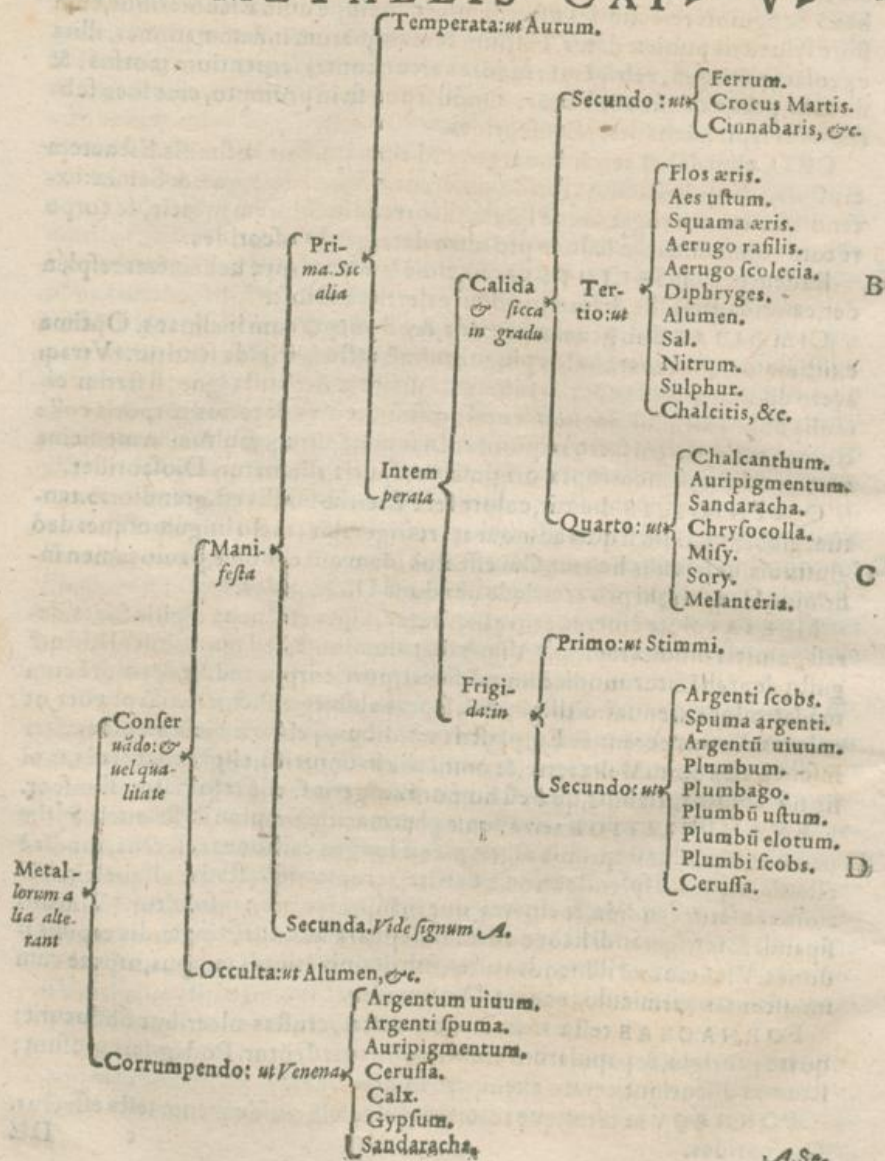 Temperata: ut Aurum.
Secundo: ut
Ferrum.
Crocus Martis.
Cinnabaris, &c.
Pri-
ma. Sic
alia
Calida
& ſicca
in gradu
Ter-
tio: ut
Flos æris.
Aes uſtum.
Squama æris.
Aerugo raſilis.
Aerugo ſcolecia.
Diphryges.
Alumen.
Sal.
Nitrum.
Sulphur.
Chalcitis, &c.
B
Intem
perata
Quarto: ut
Chalcanthum.
Auripigmentum.
Sandaracha.
Chryſocolla.
Miſy.
Sory.
Melanteria.
C
Mani-
feſta
Frigi-
da: in
Primo: ut Stimmi.
Secundo: ut
Argenti ſcobs.
Spuma argenti.
Argentū uiuum.
Plumbum.
Plumbago.
Plumbū uſtum.
Plumbū elotum.
Plumbi ſcobs.
Ceruſſa.
D
Conſer
uādo: &
uel qua-
litate
Metal-
lorum a
lia alte-
rant
Secunda. Vide ſignum A.
Occulta: ut Alumen, &c.
Corrumpendo: ut Venena
Argentum uiuum.
Argenti ſpuma.
Auripigmentum.
Ceruſſa.
Calx.
Gypſum.
Sandaracha.
A. Se-